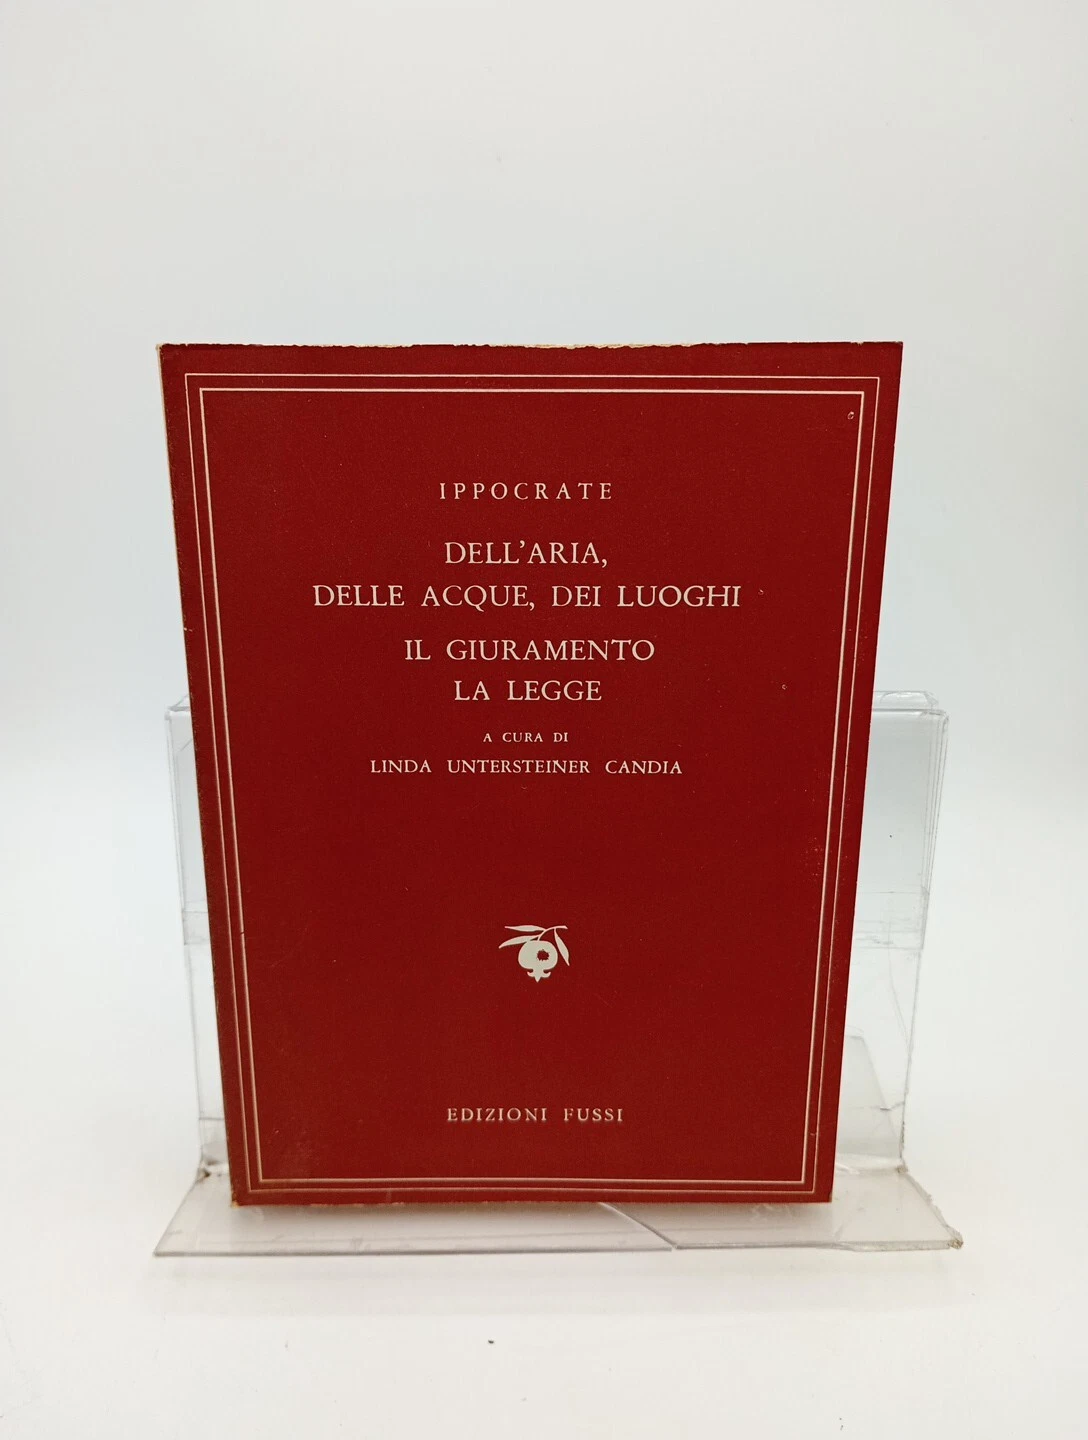 IPPOCRATE
DELL'ARIA,
DELLE ACQUE, DEI LUOGHI
IL GIURAMENTO
LA LEGGE
A CURA DI
LINDA UNTERSTEINER CANDIA
EDIZIONI FUSSI